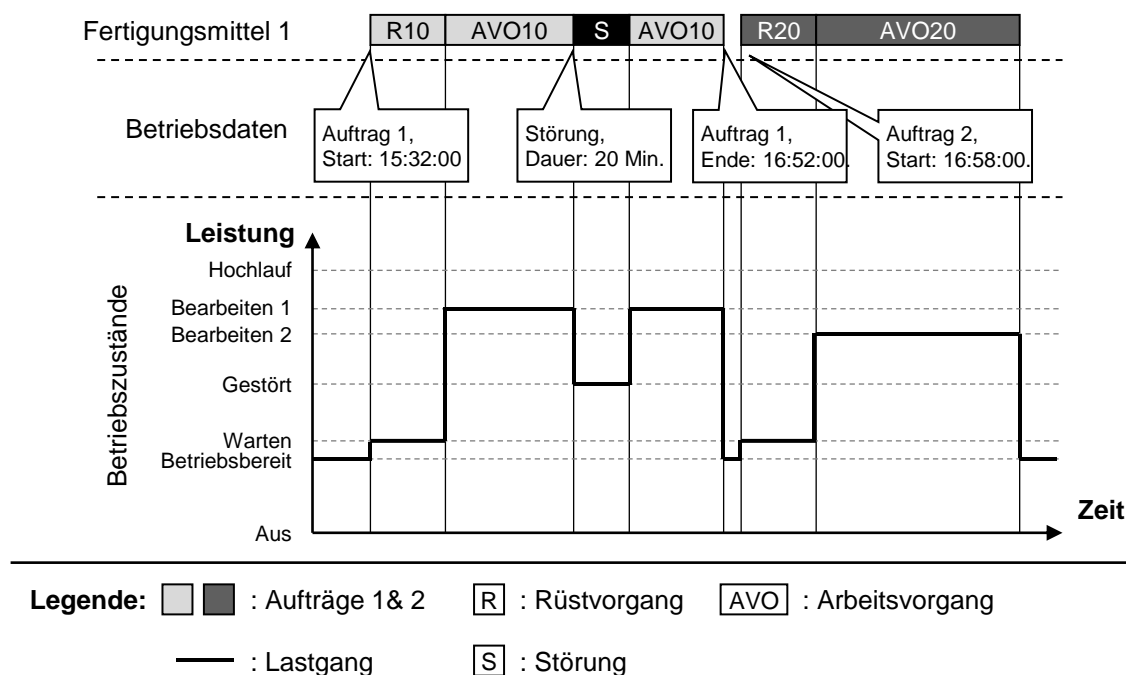 Fertigungsmittel 1
R10 AVO10 S AVO10 R20 AVO20
Betriebsdaten
Auftrag 1,
Start: 15:32:00
Störung,
Dauer: 20 Min.
Auftrag 1,
Ende: 16:52:00.
Auftrag 2,
Start: 16:58:00.
Leistung
Betriebszustände
Hochlauf
Bearbeiten 1
Bearbeiten 2
Gestört
Warten
Betriebsbereit
Aus
Zeit
Legende: : Aufträge 1& 2 R : Rüstvorgang AVO : Arbeitsvorgang
: Lastgang S : Störung